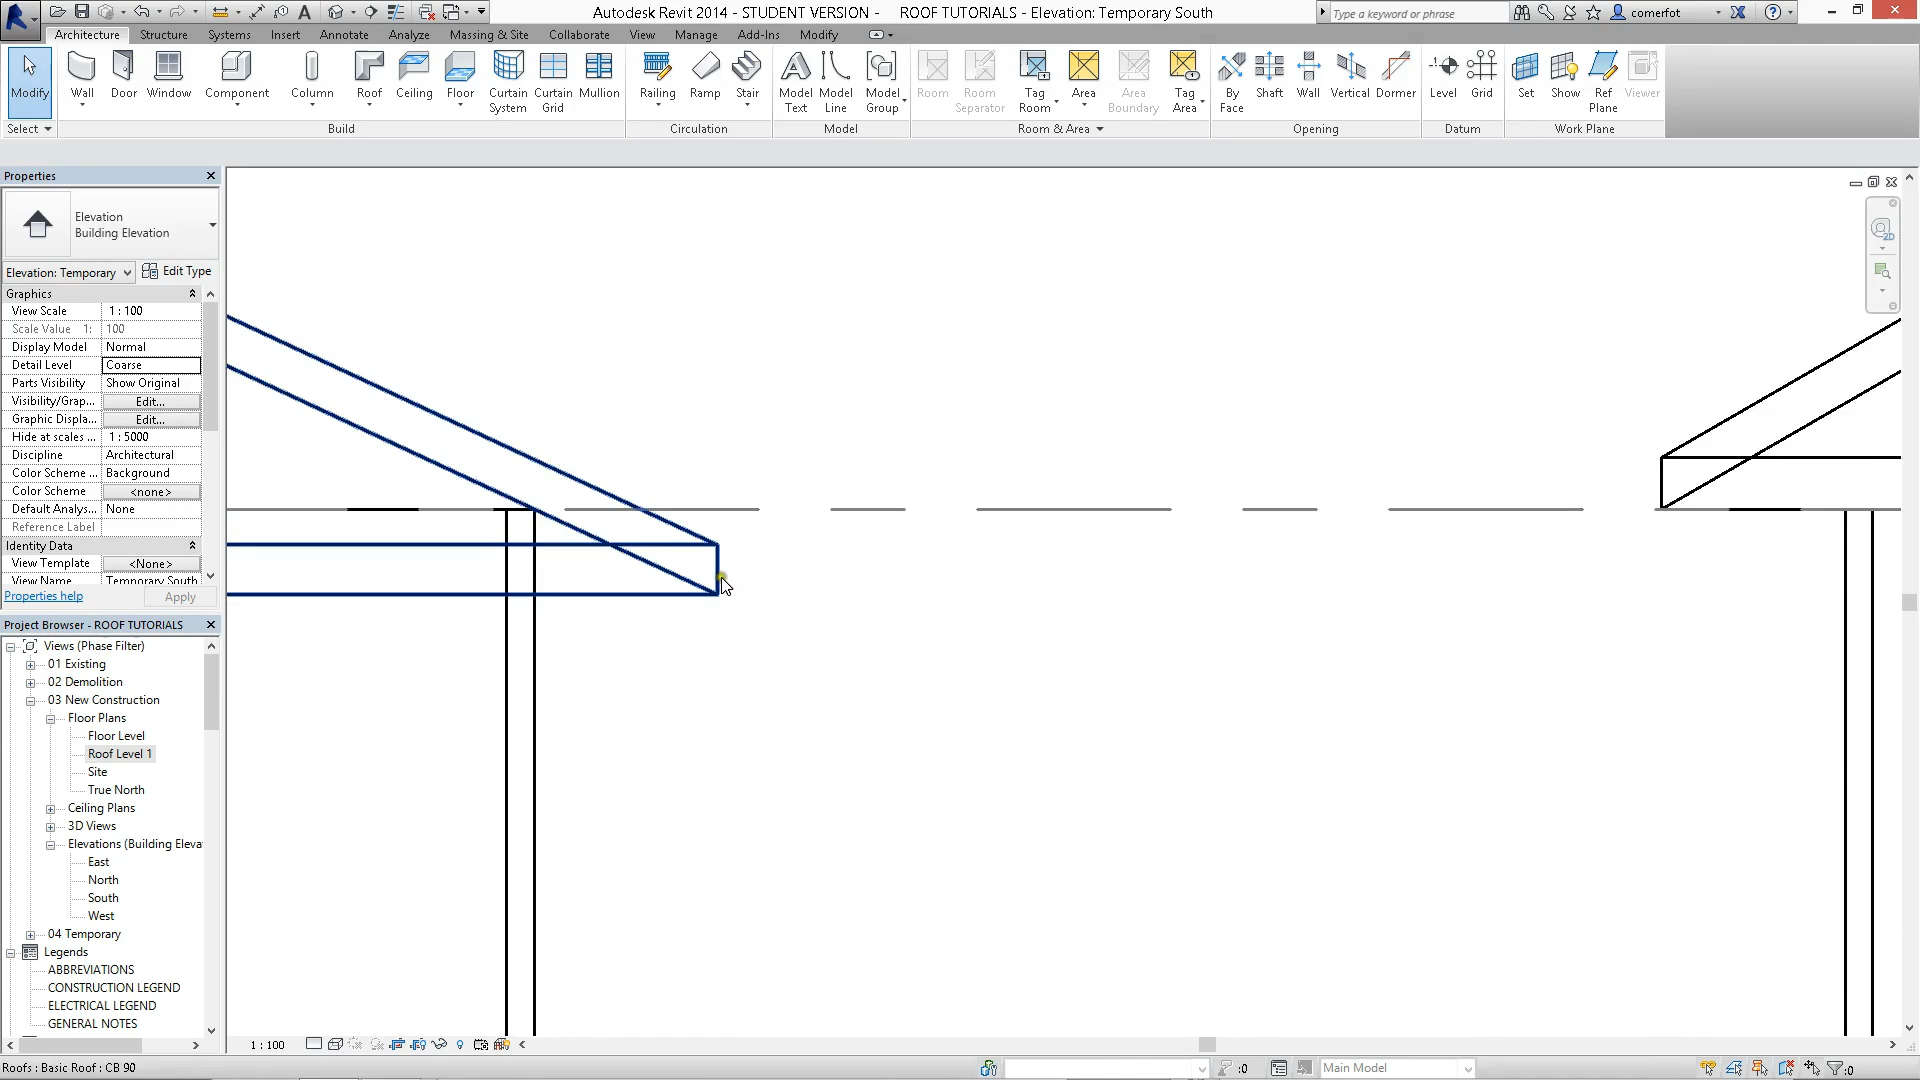 Autodesk Revit 2014 - STUDENT VERSION - ROOF TUTORIALS - Elevation: Temporary South
Type a keyword or phrase
comerfot
Architecture Structure Systems Insert Annotate Analyze Massing & Site Collaborate View Manage Add-Ins Modify
Modify Wall Door Window Component Column Roof Ceiling Floor Curtain System Curtain Grid Mullion Railing Ramp Stair Model Text Model Line Model Group Room Room Separator Tag Room Area Area Boundary Tag Area By Face Shaft Wall Vertical Dormer Level Grid Set Show Ref Plane Viewer
Select Build Circulation Model Room & Area Opening Datum Work Plane
Properties
Elevation
Building Elevation
Elevation: Temporary Edit Type
Graphics
View Scale 1 : 100
Scale Value 1: 100
Display Model Normal
Detail Level Coarse
Parts Visibility Show Original
Visibility/Grap... Edit...
Graphic Displa... Edit...
Hide at scales ... 1 : 5000
Discipline Architectural
Color Scheme ... Background
Color Scheme <none>
Default Analys... None
Reference Label
Identity Data
View Template <None>
View Name Temporary South
Properties help Apply
Project Browser - ROOF TUTORIALS
Views (Phase Filter)
01 Existing
02 Demolition
03 New Construction
Floor Plans
Floor Level
Roof Level 1
Site
True North
Ceiling Plans
3D Views
Elevations (Building Eleva
East
North
South
West
04 Temporary
Legends
ABBREVIATIONS
CONSTRUCTION LEGEND
ELECTRICAL LEGEND
GENERAL NOTES
2D
1 : 100
Roofs : Basic Roof : CB 90
:0
Main Model
:0